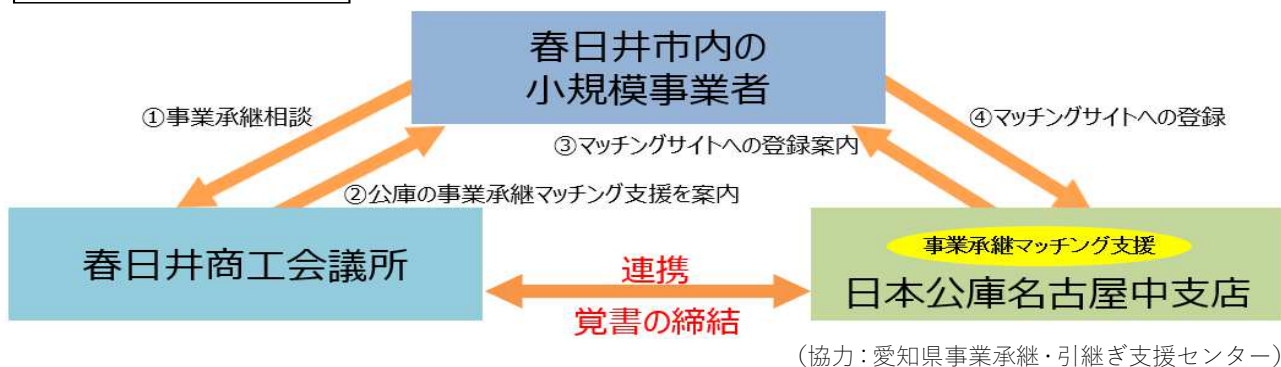 春日井市内の
小規模事業者
①事業承継相談
④マッチングサイトへの登録
③マッチングサイトへの登録案内
②公庫の事業承継マッチング支援を案内
春日井商工会議所
連携
覚書の締結
事業承継マッチング支援
日本公庫名古屋中支店
（協力：愛知県事業承継・引継ぎ支援センター）